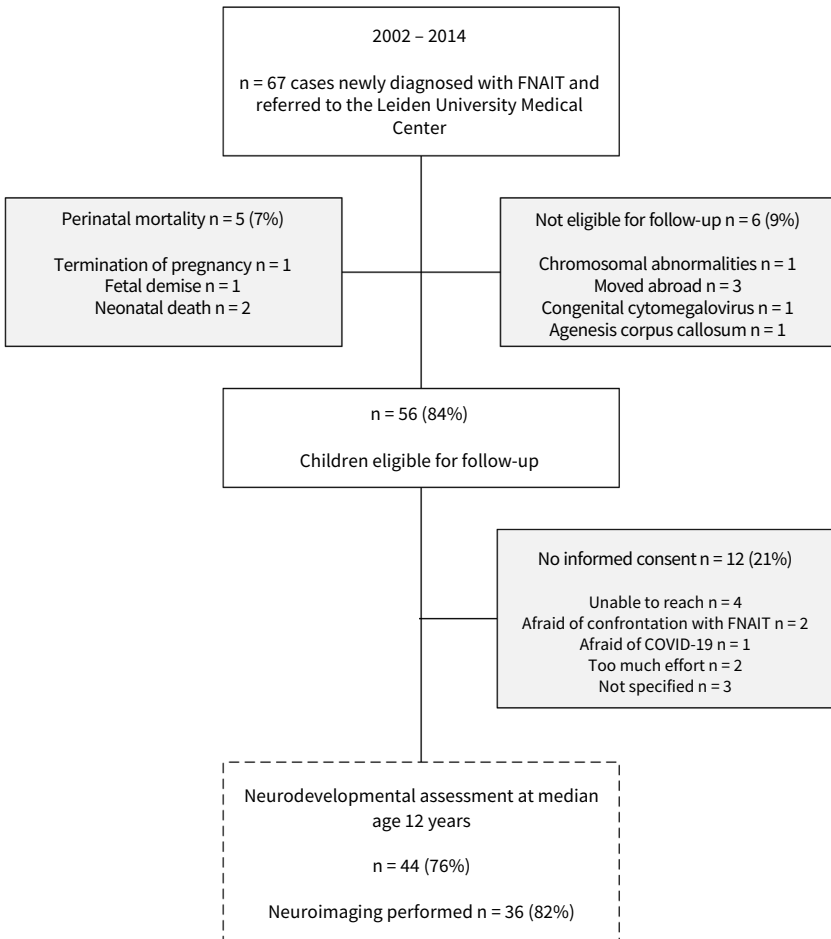 2002 – 2014
n = 67 cases newly diagnosed with FNAIT and
referred to the Leiden University Medical
Center
Perinatal mortality n = 5 (7%)
Termination of pregnancy n = 1
Fetal demise n = 1
Neonatal death n = 2
Not eligible for follow-up n = 6 (9%)
Chromosomal abnormalities n = 1
Moved abroad n = 3
Congenital cytomegalovirus n = 1
Agenesis corpus callosum n = 1
n = 56 (84%)
Children eligible for follow-up
No informed consent n = 12 (21%)
Unable to reach n = 4
Afraid of confrontation with FNAIT n = 2
Afraid of COVID-19 n = 1
Too much effort n = 2
Not specified n = 3
Neurodevelopmental assessment at median
age 12 years
n = 44 (76%)
Neuroimaging performed n = 36 (82%)